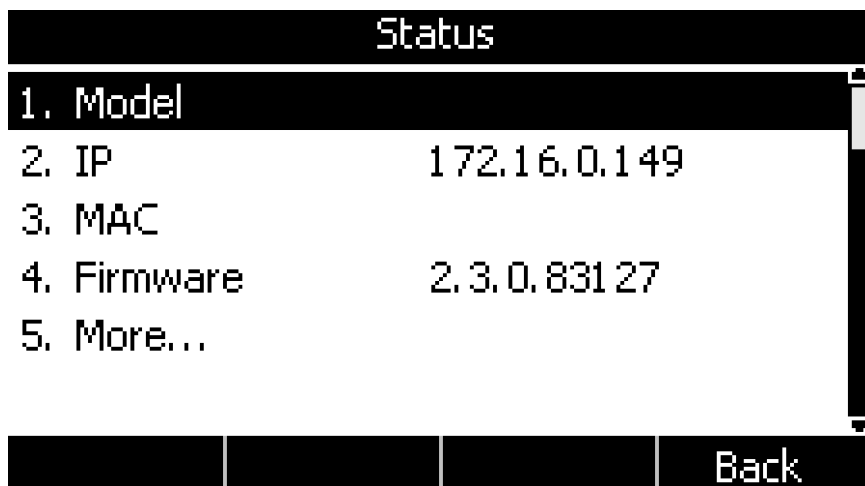 Status
1. Model
2. IP 172.16.0.149
3. MAC
4. Firmware 2.3.0.83127
5. More...
Back